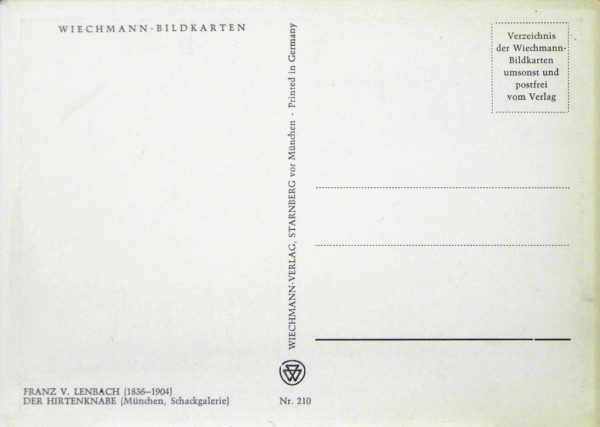 WIECHMANN-BILDKARTEN
Verzeichnis
der Wiechmann-
Bildkarten
umsonst und
postfrei
vom Verlag
WIECHMANN-VERLAG, STARNBERG vor München · Printed in Germany
FRANZ V. LENBACH (1836–1904)
DER HIRTENKNABE (München, Schackgalerie)
Nr. 210